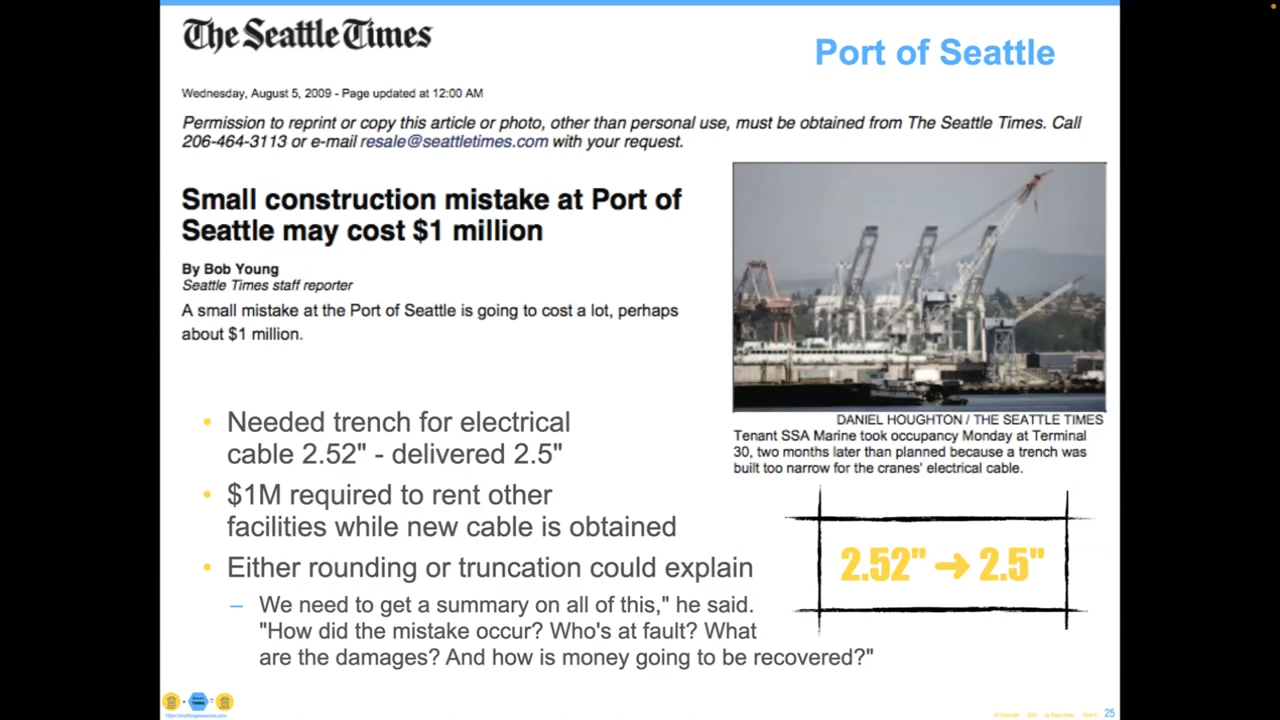 The Seattle Times
Port of Seattle
Wednesday, August 5, 2009 - Page updated at 12:00 AM
Permission to reprint or copy this article or photo, other than personal use, must be obtained from The Seattle Times. Call
206-464-3113 or e-mail resale@seattletimes.com with your request.
Small construction mistake at Port of
Seattle may cost $1 million
By Bob Young
Seattle Times staff reporter
A small mistake at the Port of Seattle is going to cost a lot, perhaps
about $1 million.
DANIEL HOUGHTON / THE SEATTLE TIMES
Tenant SSA Marine took occupancy Monday at Terminal
30, two months later than planned because a trench was
built too narrow for the cranes' electrical cable.
• Needed trench for electrical
cable 2.52" - delivered 2.5"
• $1M required to rent other
facilities while new cable is obtained
• Either rounding or truncation could explain
– We need to get a summary on all of this," he said.
"How did the mistake occur? Who's at fault? What
are the damages? And how is money going to be recovered?"
2.52" → 2.5"
25